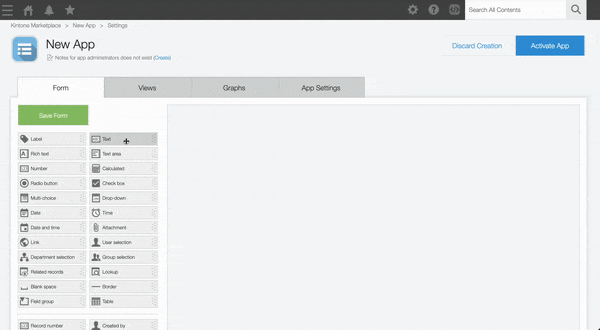 Search All Contents
Kintone Marketplace > New App > Settings
New App
Notes for app administrators does not exist (Create)
Discard Creation
Activate App
Form
Views
Graphs
App Settings
Save Form
Label
Text
Rich text
Text area
Number
Calculated
Radio button
Check box
Multi-choice
Drop-down
Date
Time
Date and time
Attachment
Link
User selection
Department selection
Group selection
Related records
Lookup
Blank space
Border
Field group
Table
Record number
Created by